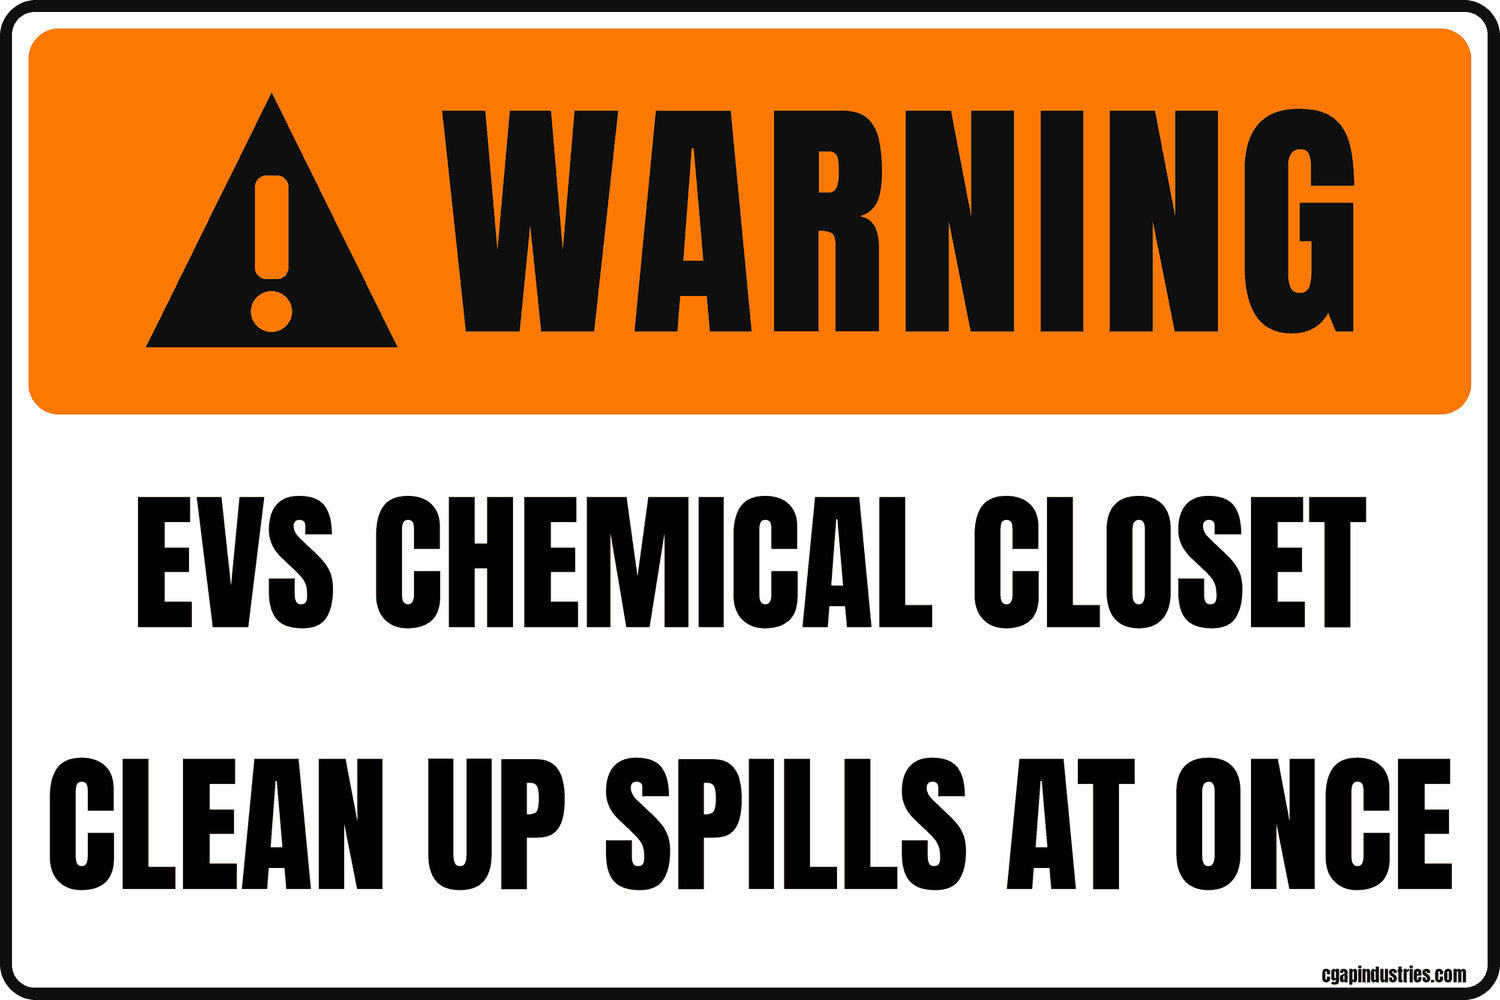 WARNING
EVS CHEMICAL CLOSET
CLEAN UP SPILLS AT ONCE
cgapindustries.com